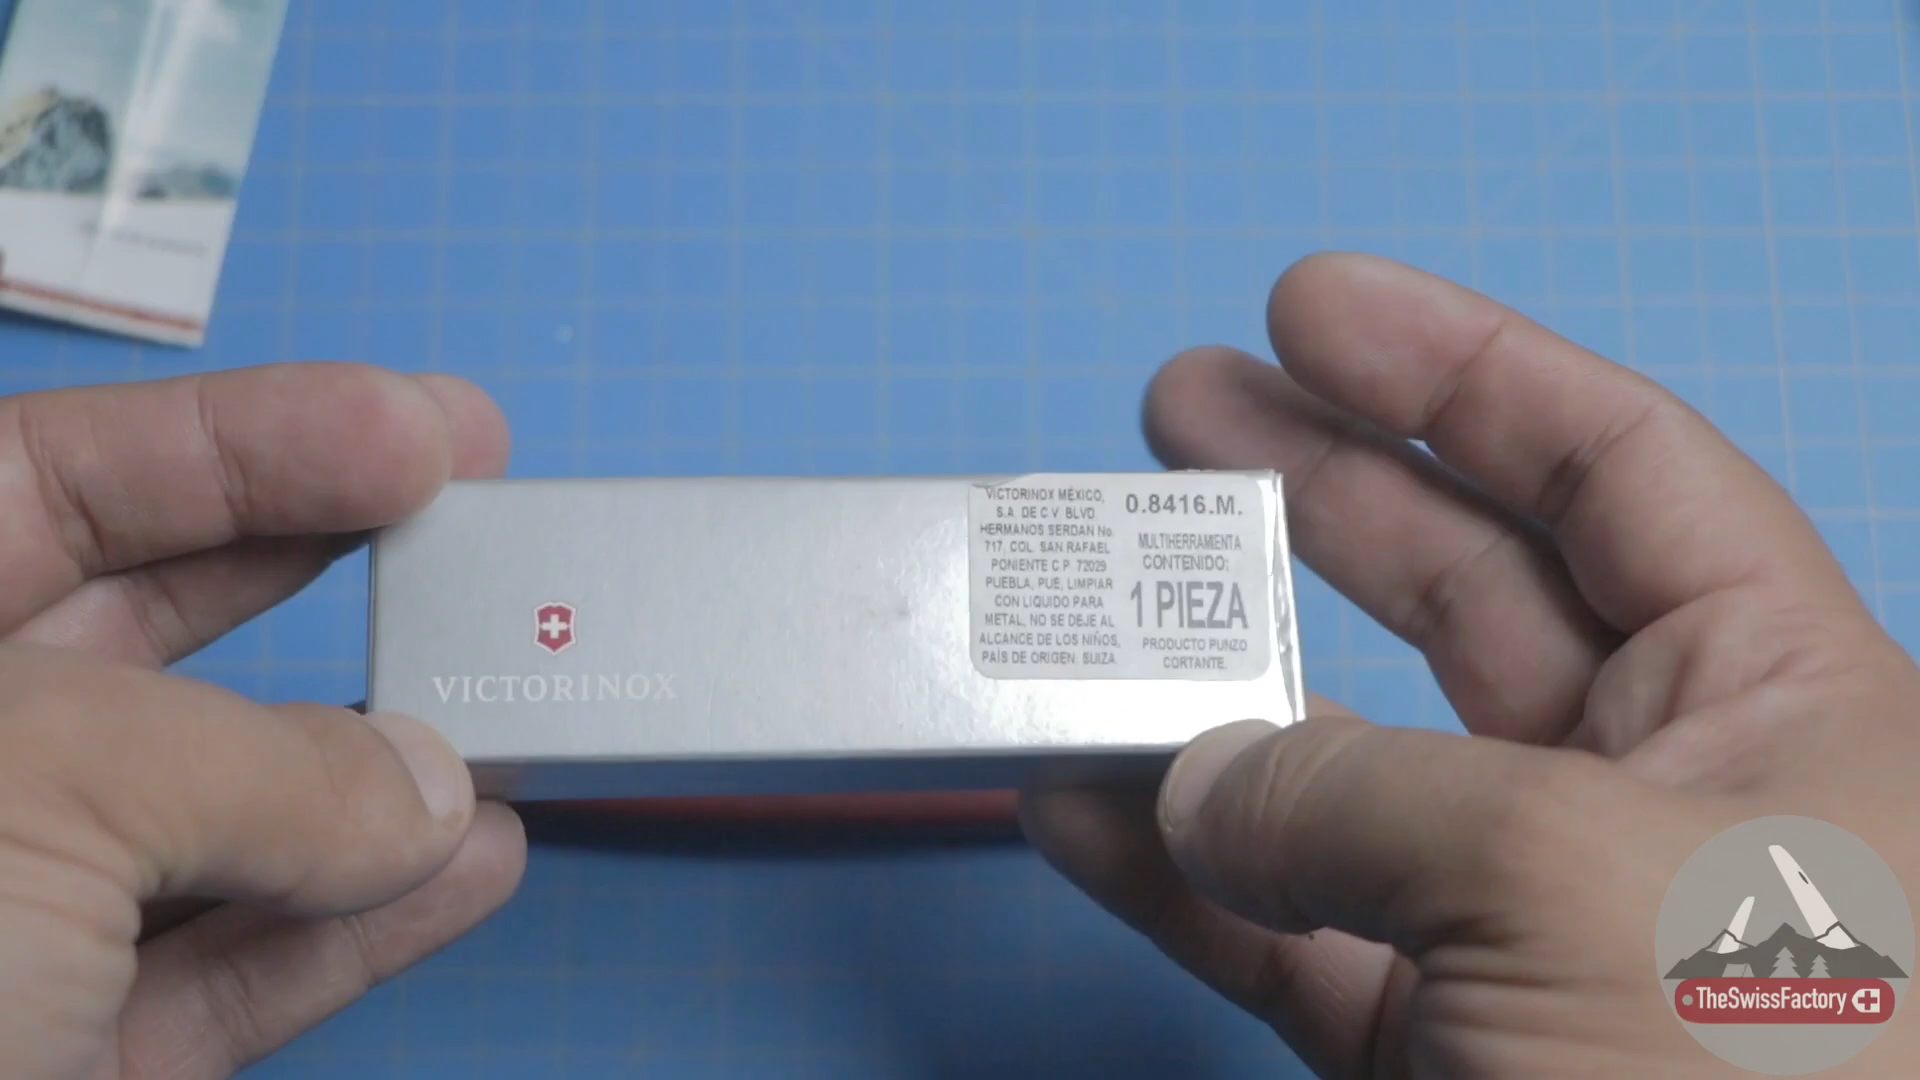 VICTORINOX
VICTORINOX MÉXICO,
S.A. DE C.V. BLVD.
HERMANOS SERDAN No.
717, COL. SAN RAFAEL
PONIENTE C.P. 72029
PUEBLA, PUE, LIMPIAR
CON LIQUIDO PARA
METAL, NO SE DEJE AL
ALCANCE DE LOS NIÑOS,
PAÍS DE ORIGEN: SUIZA.
0.8416.M.
MULTIHERRAMIENTA
CONTENIDO:
1 PIEZA
PRODUCTO PUNZO
CORTANTE.
TheSwissFactory